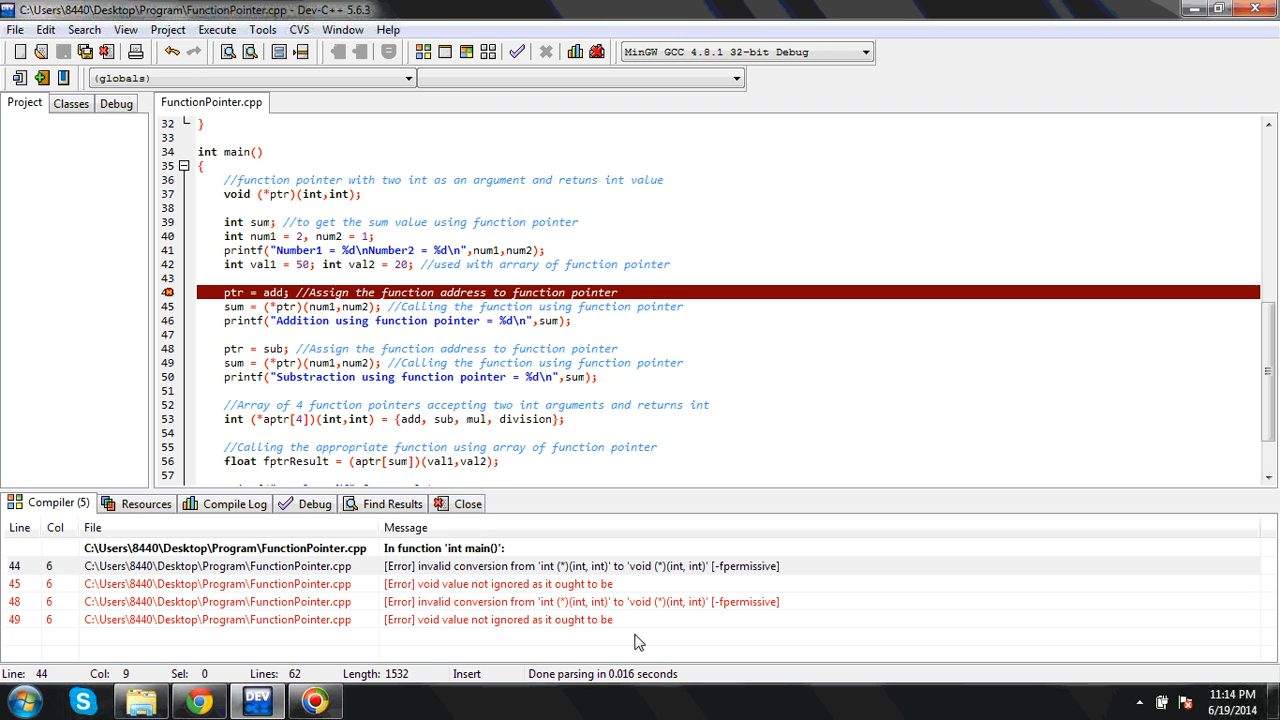 C:\Users\8440\Desktop\Program\FunctionPointer.cpp - Dev-C++ 5.6.3
File Edit Search View Project Execute Tools CVS Window Help
MinGW GCC 4.8.1 32-bit Debug
(globals)
Project Classes Debug FunctionPointer.cpp
32 }
33
34 int main()
35 {
36 //function pointer with two int as an argument and retuns int value
37 void (*ptr)(int,int);
38
39 int sum; //to get the sum value using function pointer
40 int num1 = 2, num2 = 1;
41 printf("Number1 = %d\nNumber2 = %d\n",num1,num2);
42 int val1 = 50; int val2 = 20; //used with arrary of function pointer
43
ptr = add; //Assign the function address to function pointer
45 sum = (*ptr)(num1,num2); //Calling the function using function pointer
46 printf("Addition using function pointer = %d\n",sum);
47
48 ptr = sub; //Assign the function address to function pointer
49 sum = (*ptr)(num1,num2); //Calling the function using function pointer
50 printf("Substraction using function pointer = %d\n",sum);
51
52 //Array of 4 function pointers accepting two int arguments and returns int
53 int (*aptr[4])(int,int) = {add, sub, mul, division};
54
55 //Calling the appropriate function using array of function pointer
56 float fptrResult = (aptr[sum])(val1,val2);
57
Compiler (5) Resources Compile Log Debug Find Results Close
Line Col File Message
C:\Users\8440\Desktop\Program\FunctionPointer.cpp In function 'int main()':
44 6 C:\Users\8440\Desktop\Program\FunctionPointer.cpp [Error] invalid conversion from 'int (*)(int, int)' to 'void (*)(int, int)' [-fpermissive]
45 6 C:\Users\8440\Desktop\Program\FunctionPointer.cpp [Error] void value not ignored as it ought to be
48 6 C:\Users\8440\Desktop\Program\FunctionPointer.cpp [Error] invalid conversion from 'int (*)(int, int)' to 'void (*)(int, int)' [-fpermissive]
49 6 C:\Users\8440\Desktop\Program\FunctionPointer.cpp [Error] void value not ignored as it ought to be
Line: 44 Col: 9 Sel: 0 Lines: 62 Length: 1532 Insert Done parsing in 0.016 seconds
DEV
11:14 PM
6/19/2014